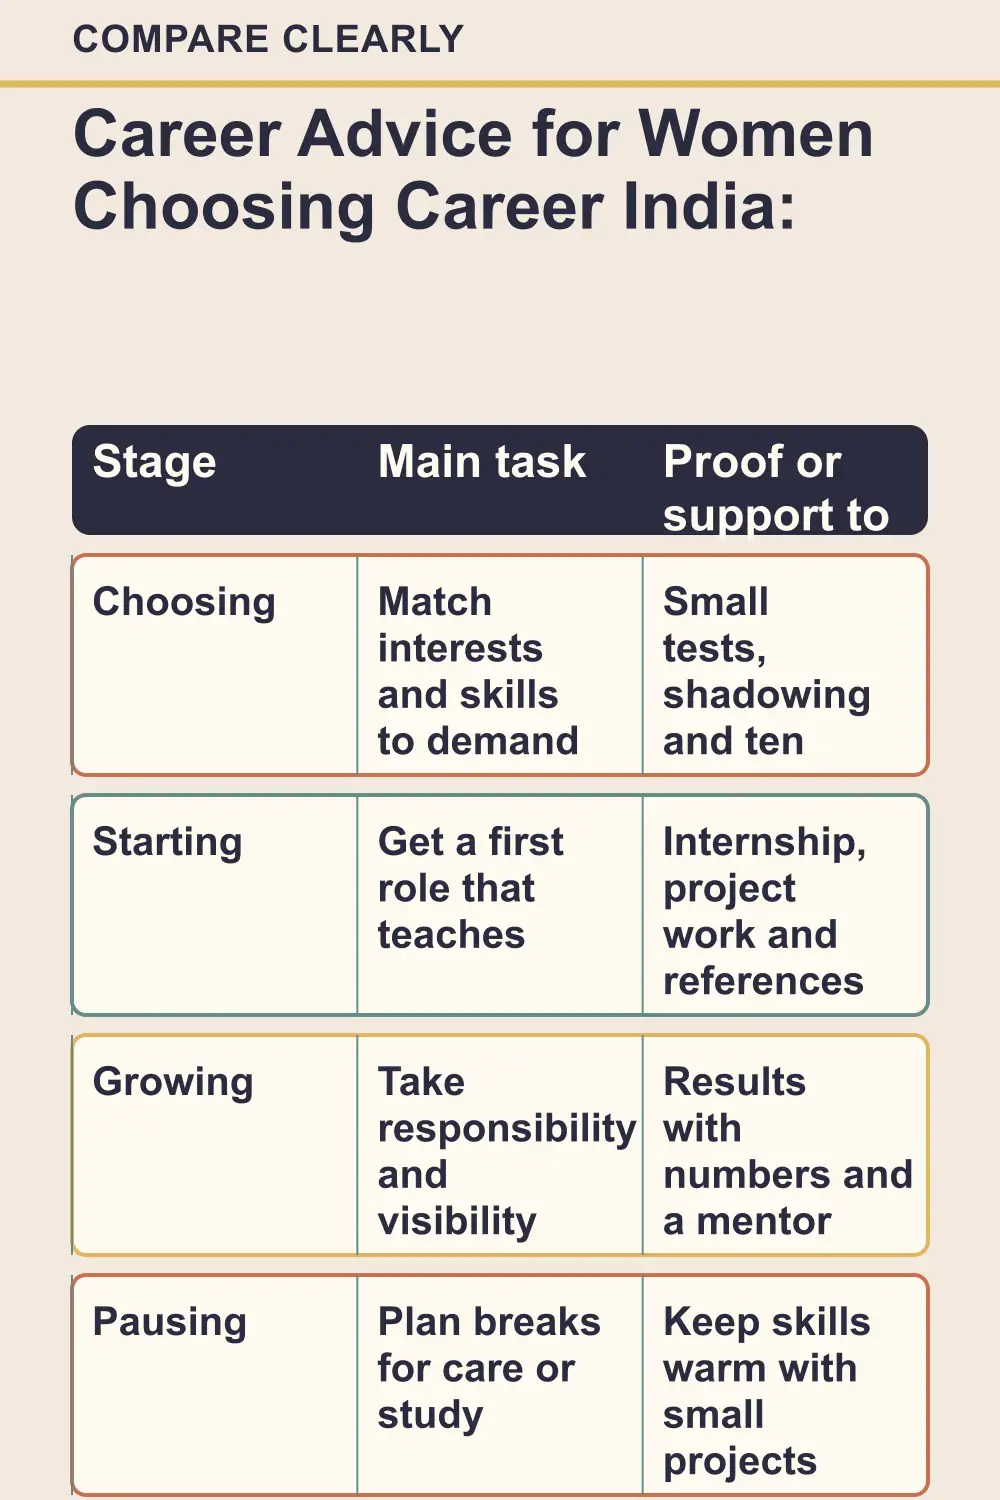 COMPARE CLEARLY
Career Advice for Women
Choosing Career India:
Stage
Main task
Proof or
support to
Choosing
Match
interests
and skills
to demand
Small
tests,
shadowing
and ten
Starting
Get a first
role that
teaches
Internship,
project
work and
references
Growing
Take
responsibility
and
visibility
Results
with
numbers and
a mentor
Pausing
Plan breaks
for care or
study
Keep skills
warm with
small
projects